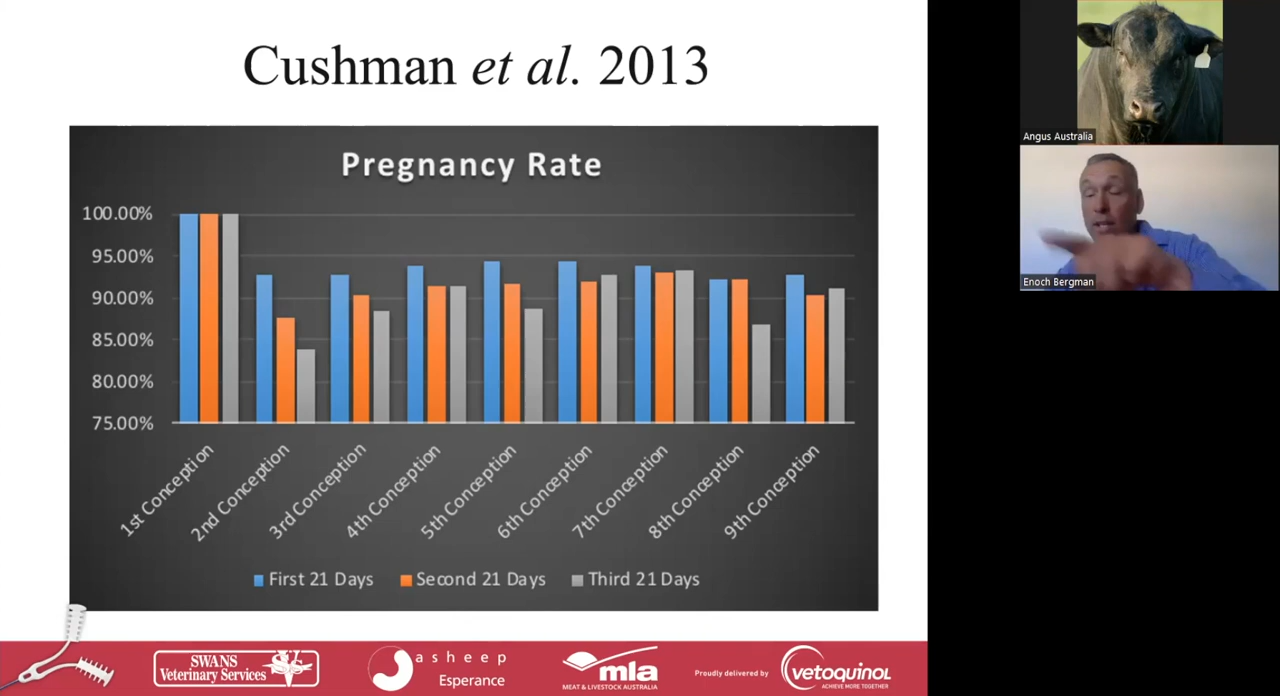 Cushman et al. 2013
Pregnancy Rate
100.00%
95.00%
90.00%
85.00%
80.00%
75.00%
1st Conception
2nd Conception
3rd Conception
4th Conception
5th Conception
6th Conception
7th Conception
8th Conception
9th Conception
First 21 Days Second 21 Days Third 21 Days
Angus Australia
Enoch Bergman
SWANS
Veterinary Services
asheep
Esperance
mla
MEAT & LIVESTOCK AUSTRALIA
Proudly delivered by
vetoquinol
ACHIEVE MORE TOGETHER